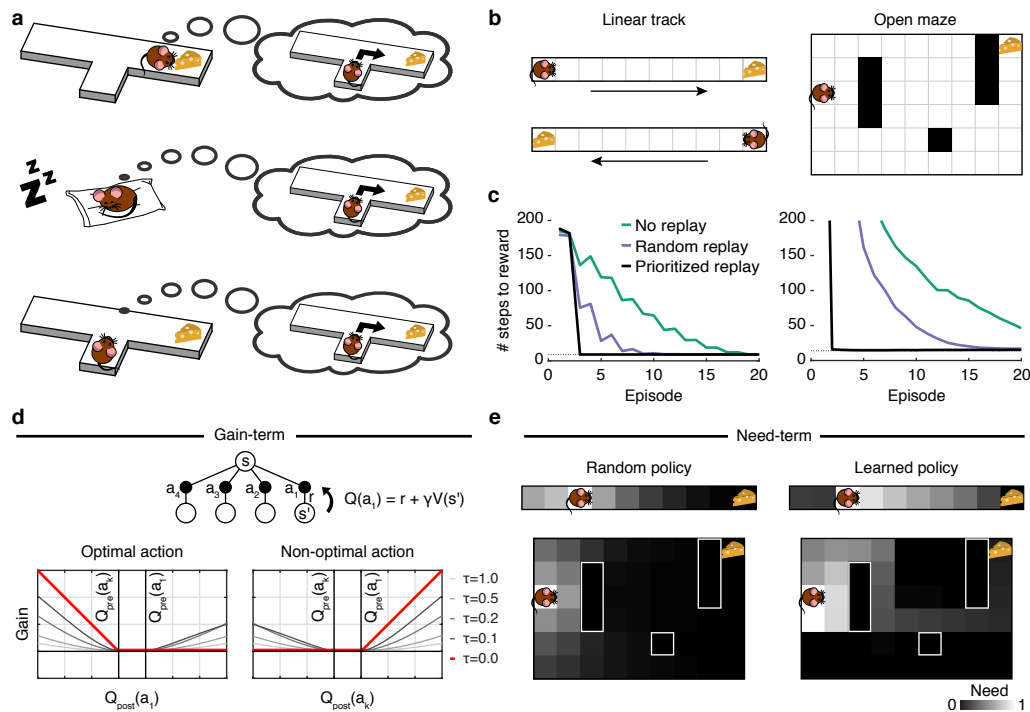 a
z
z
Z
z
b
Linear track
Open maze
c
# steps to reward
200
150
100
50
0
No replay
Random replay
Prioritized replay
0
5
10
15
20
Episode
200
150
100
50
0
0
5
10
15
20
Episode
d
Gain-term
s
a4 a3 a2 a1 r
s'
Q(a1) = r + γV(s')
Optimal action
Non-optimal action
Gain
Qpre(ak)
Qpre(a1)
Qpre(ak)
Qpre(a1)
τ=1.0
τ=0.5
τ=0.2
τ=0.1
τ=0.0
Qpost(a1)
Qpost(ak)
e
Need-term
Random policy
Learned policy
Need
0 1